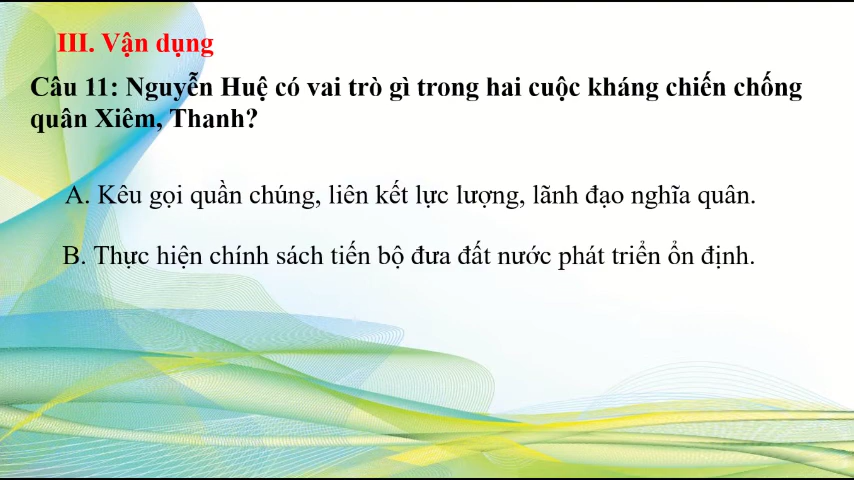 III. Vận dụng
Câu 11: Nguyễn Huệ có vai trò gì trong hai cuộc kháng chiến chống
quân Xiêm, Thanh?
A. Kêu gọi quần chúng, liên kết lực lượng, lãnh đạo nghĩa quân.
B. Thực hiện chính sách tiến bộ đưa đất nước phát triển ổn định.